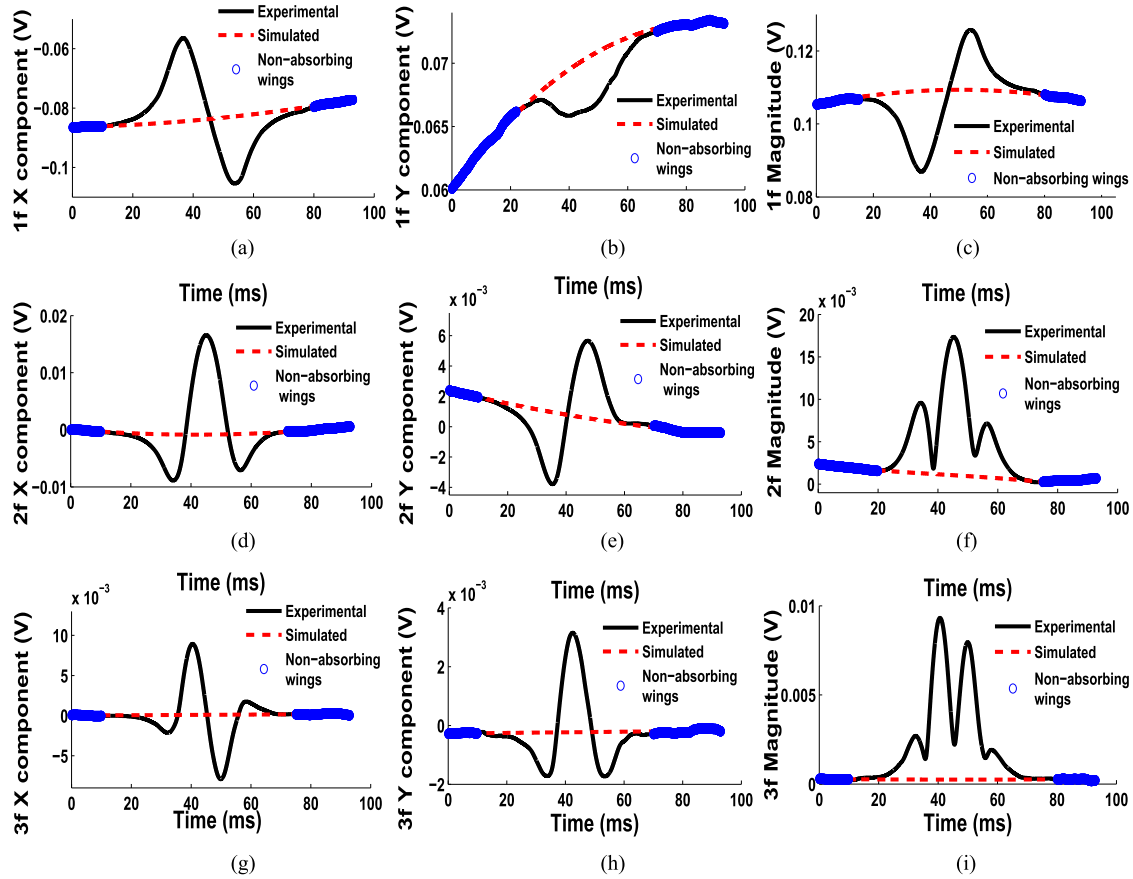 1f X component (V)
−0.06
−0.08
−0.1
0 20 40 60 80 100
Experimental
Simulated
Non−absorbing
wings
(a)
1f Y component (V)
0.07
0.065
0.06
0 20 40 60 80 100
Experimental
Simulated
Non−absorbing
wings
(b)
1f Magnitude (V)
0.12
0.1
0.08
0 20 40 60 80 100
Experimental
Simulated
Non−absorbing wings
(c)
Time (ms)
2f X component (V)
0.02
0.01
0
−0.01
0 20 40 60 80 100
Experimental
Simulated
Non−absorbing
wings
(d)
Time (ms)
x 10⁻³
2f Y component (V)
6
4
2
0
−2
−4
0 20 40 60 80 100
Experimental
Simulated
Non−absorbing
wings
(e)
Time (ms)
x 10⁻³
2f Magnitude (V)
20
15
10
5
0
0 20 40 60 80 100
Experimental
Simulated
Non−absorbing
wings
(f)
Time (ms)
x 10⁻³
3f X component (V)
10
5
0
−5
0 20 40 60 80 100
Experimental
Simulated
Non−absorbing
wings
Time (ms)
(g)
Time (ms)
x 10⁻³
3f Y component (V)
4
2
0
−2
0 20 40 60 80 100
Experimental
Simulated
Non−absorbing
wings
Time (ms)
(h)
Time (ms)
3f Magnitude (V)
0.01
0.005
0
0 20 40 60 80 100
Experimental
Simulated
Non−absorbing
wings
Time (ms)
(i)